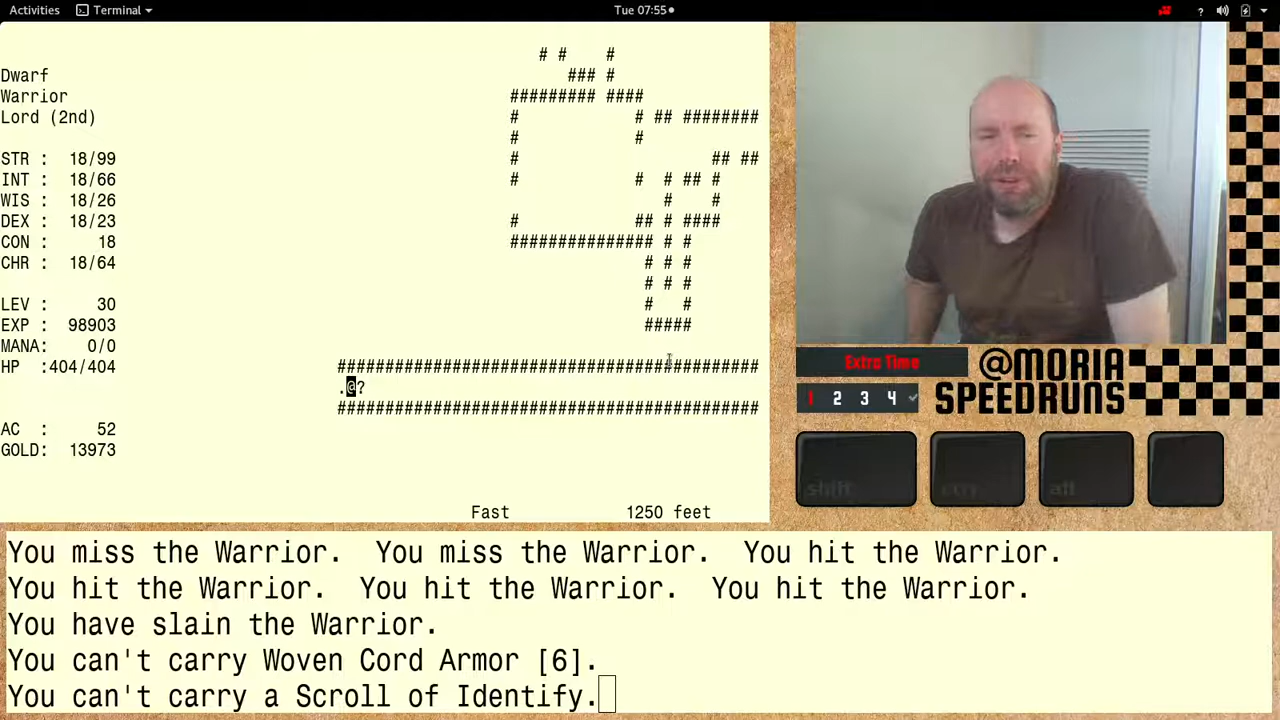 Activities Terminal Tue 07:55
Dwarf
Warrior
Lord (2nd)
STR : 18/99
INT : 18/66
WIS : 18/26
DEX : 18/23
CON : 18
CHR : 18/64
LEV : 30
EXP : 98903
MANA: 0/0
HP :404/404
AC : 52
GOLD: 13973
# # #
### #
######### ####
# # ## ########
# #
# ## ##
# # # ## #
# #
# ## # ####
############## # #
# # #
# # #
# #
#####
############################################
.@?
############################################
Fast 1250 feet
Extra Time
1 2 3 4
@MORIA
SPEEDRUNS
shift
ctrl
alt
You miss the Warrior. You miss the Warrior. You hit the Warrior.
You hit the Warrior. You hit the Warrior. You hit the Warrior.
You have slain the Warrior.
You can't carry Woven Cord Armor [6].
You can't carry a Scroll of Identify.